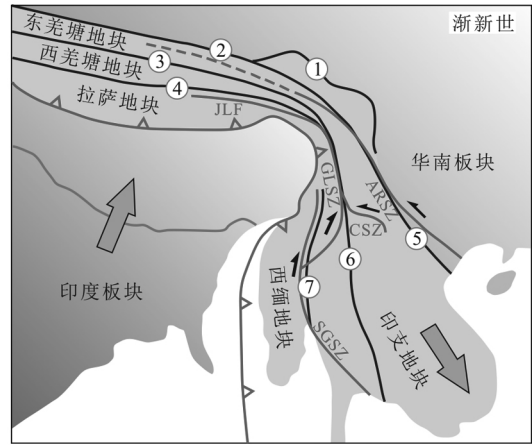 渐新世
东羌塘地块
②
①
西羌塘地块
③
拉萨地块
④
JLF
华南板块
GLSZ
ARSZ
CSZ
⑤
⑥
⑦
印度板块
西缅地块
SGSZ
印支地块